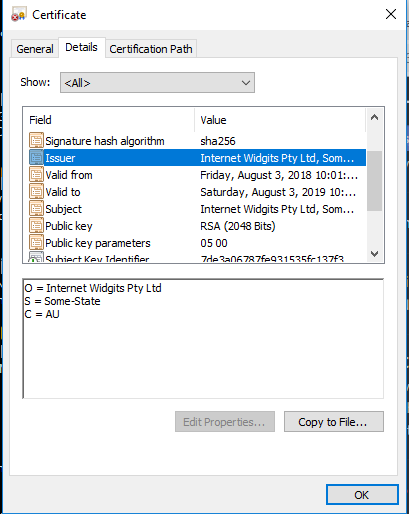 Certificate
General Details Certification Path
Show: <All>
Field Value
Signature hash algorithm sha256
Issuer Internet Widgits Pty Ltd, Som...
Valid from Friday, August 3, 2018 10:01:...
Valid to Saturday, August 3, 2019 10:...
Subject Internet Widgits Pty Ltd, Som...
Public key RSA (2048 Bits)
Public key parameters 05 00
Subject Key Identifier 7de3a06787fe931535fc137f3
O = Internet Widgits Pty Ltd
S = Some-State
C = AU
Edit Properties... Copy to File...
OK